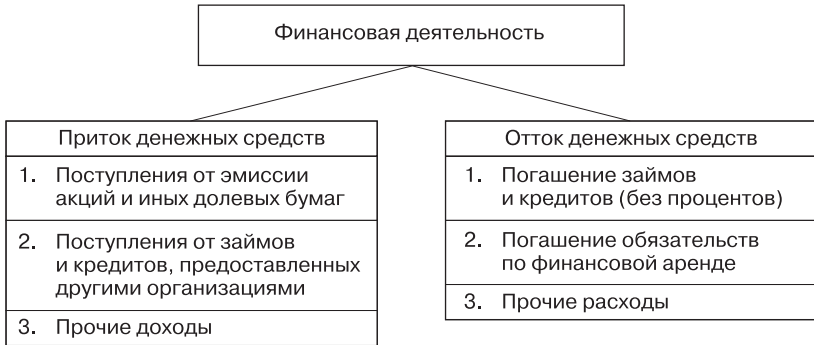 Финансовая деятельность
Приток денежных средств
1. Поступления от эмиссии
акций и иных долевых бумаг
2. Поступления от займов
и кредитов, предоставленных
другими организациями
3. Прочие доходы
Отток денежных средств
1. Погашение займов
и кредитов (без процентов)
2. Погашение обязательств
по финансовой аренде
3. Прочие расходы